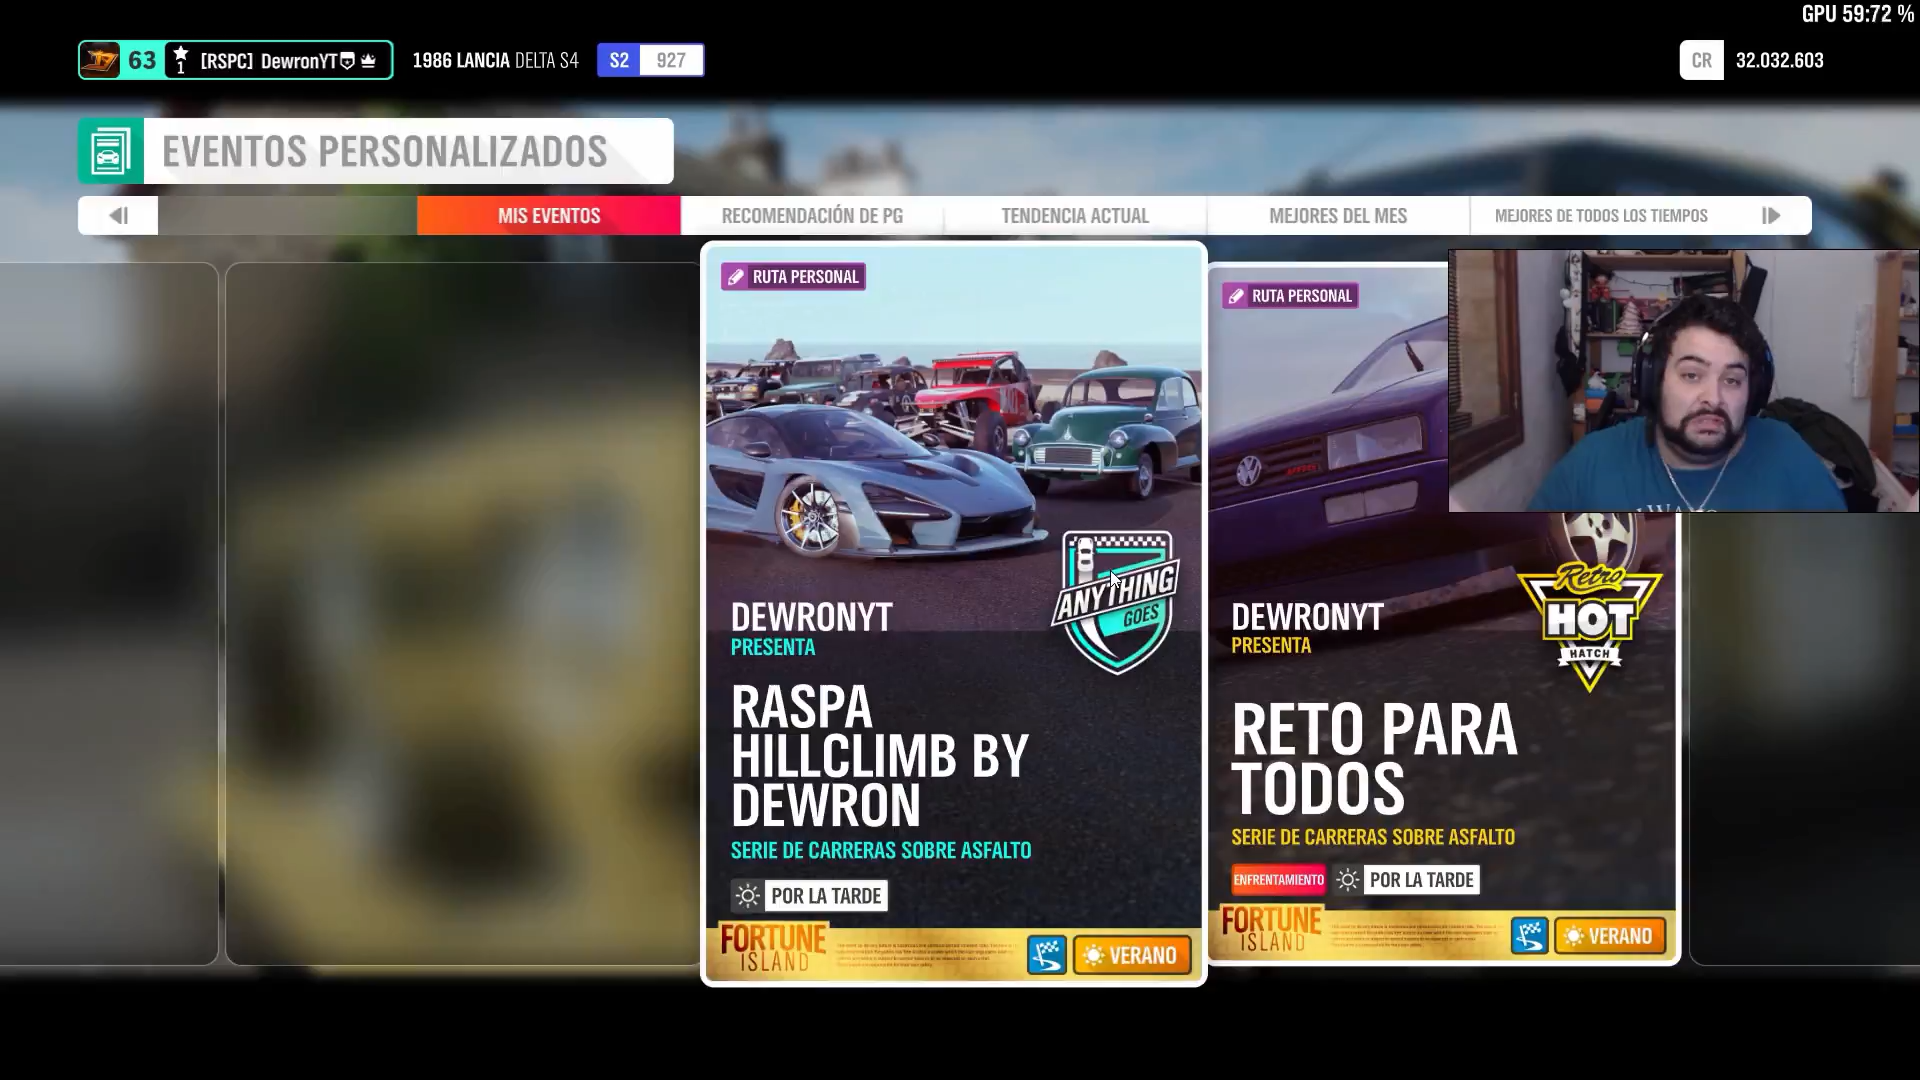 GPU 59:72 %
63 1 [RSPC] DewronYT 1986 LANCIA DELTA S4 S2 927 CR 32.032.603
EVENTOS PERSONALIZADOS
MIS EVENTOS RECOMENDACIÓN DE PG TENDENCIA ACTUAL MEJORES DEL MES MEJORES DE TODOS LOS TIEMPOS
RUTA PERSONAL
ANYTHING
GOES
DEWRONYT
PRESENTA
RASPA
HILLCLIMB BY
DEWRON
SERIE DE CARRERAS SOBRE ASFALTO
POR LA TARDE
FORTUNE
ISLAND
VERANO
RUTA PERSONAL
Retro
HOT
HATCH
DEWRONYT
PRESENTA
RETO PARA
TODOS
SERIE DE CARRERAS SOBRE ASFALTO
ENFRENTAMIENTO POR LA TARDE
FORTUNE
ISLAND
VERANO